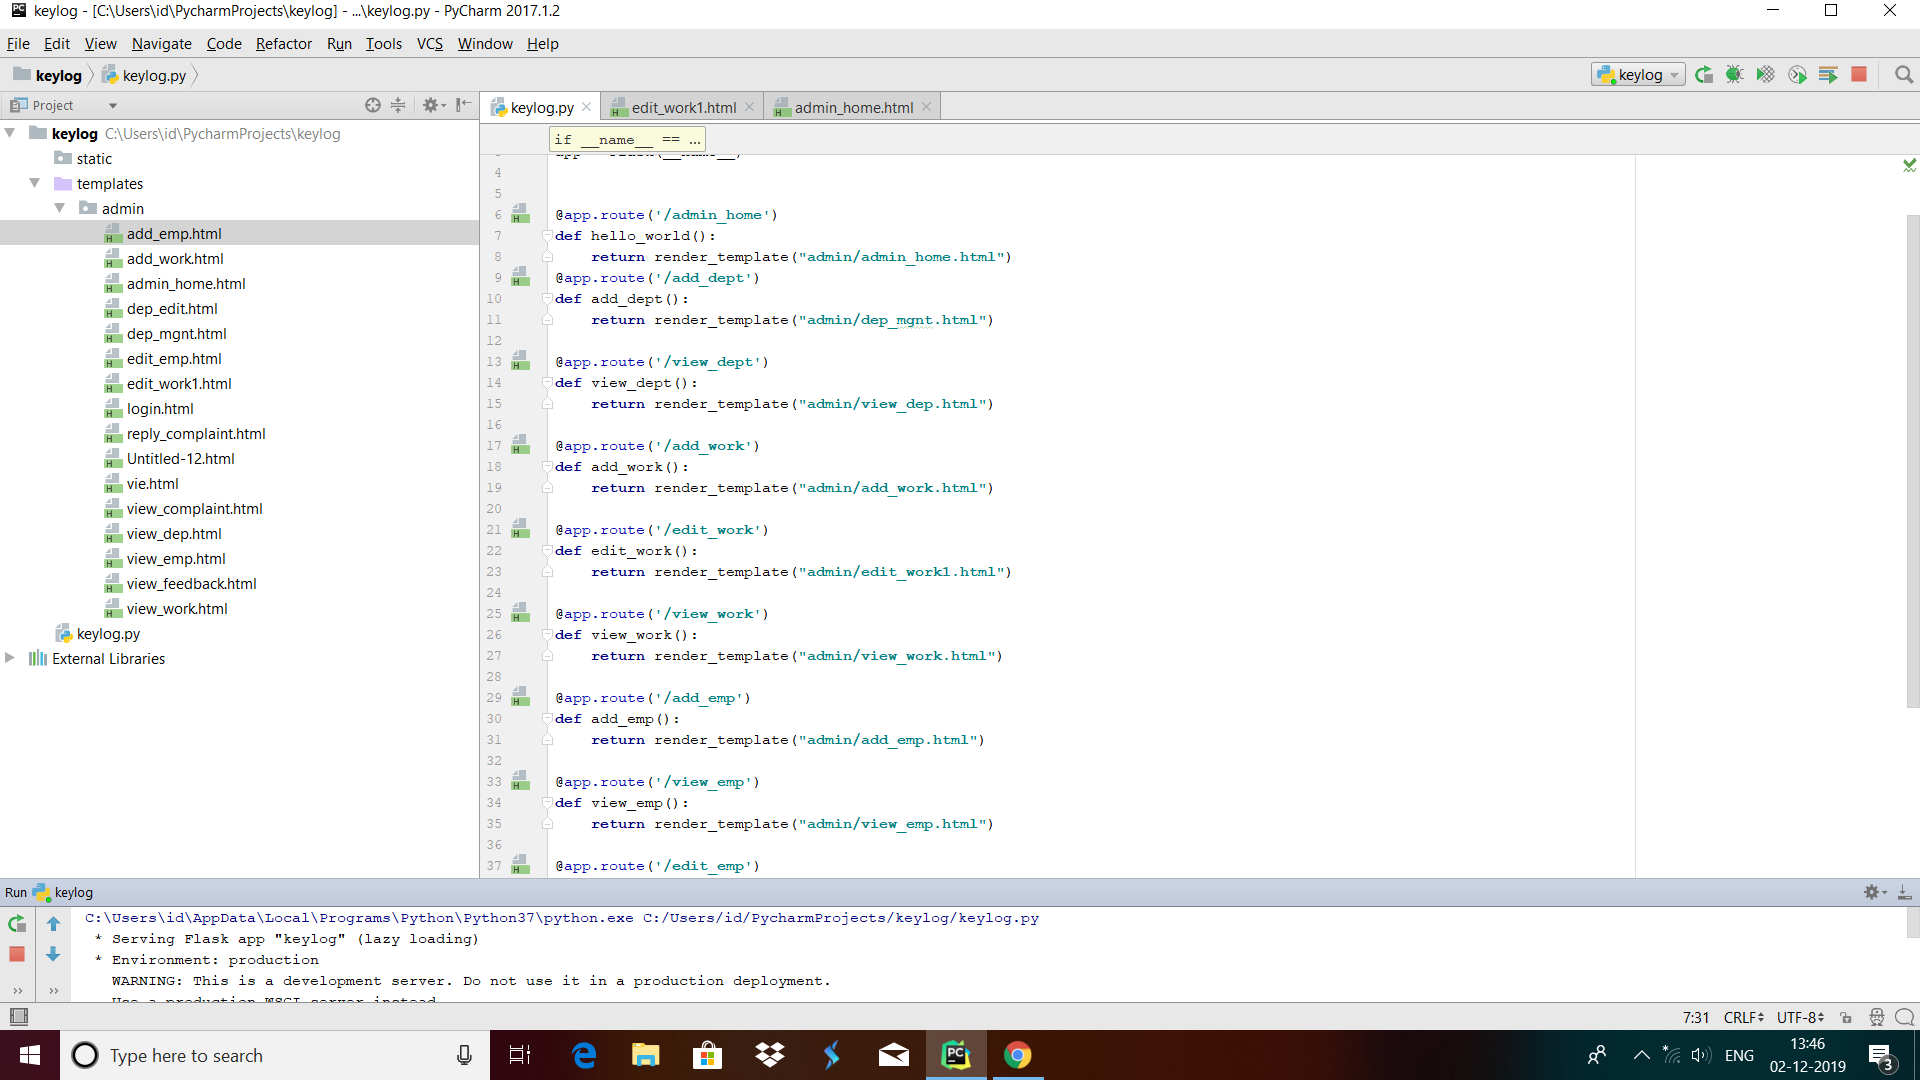 keylog - [C:\Users\id\PycharmProjects\keylog] - ...\keylog.py - PyCharm 2017.1.2
File Edit View Navigate Code Refactor Run Tools VCS Window Help
keylog keylog.py keylog
Project
keylog.py edit_work1.html admin_home.html
keylog C:\Users\id\PycharmProjects\keylog
static
templates
admin
add_emp.html
add_work.html
admin_home.html
dep_edit.html
dep_mgnt.html
edit_emp.html
edit_work1.html
login.html
reply_complaint.html
Untitled-12.html
vie.html
view_complaint.html
view_dep.html
view_emp.html
view_feedback.html
view_work.html
keylog.py
External Libraries
if __name__ == ...
4
5
6 @app.route('/admin_home')
7 def hello_world():
8 return render_template("admin/admin_home.html")
9 @app.route('/add_dept')
10 def add_dept():
11 return render_template("admin/dep_mgnt.html")
12
13 @app.route('/view_dept')
14 def view_dept():
15 return render_template("admin/view_dep.html")
16
17 @app.route('/add_work')
18 def add_work():
19 return render_template("admin/add_work.html")
20
21 @app.route('/edit_work')
22 def edit_work():
23 return render_template("admin/edit_work1.html")
24
25 @app.route('/view_work')
26 def view_work():
27 return render_template("admin/view_work.html")
28
29 @app.route('/add_emp')
30 def add_emp():
31 return render_template("admin/add_emp.html")
32
33 @app.route('/view_emp')
34 def view_emp():
35 return render_template("admin/view_emp.html")
36
37 @app.route('/edit_emp')
Run keylog
C:\Users\id\AppData\Local\Programs\Python\Python37\python.exe C:/Users/id/PycharmProjects/keylog/keylog.py
* Serving Flask app "keylog" (lazy loading)
* Environment: production
WARNING: This is a development server. Do not use it in a production deployment.
Use a production WSGI server instead
7:31 CRLF UTF-8
Type here to search
ENG
13:46
02-12-2019
3